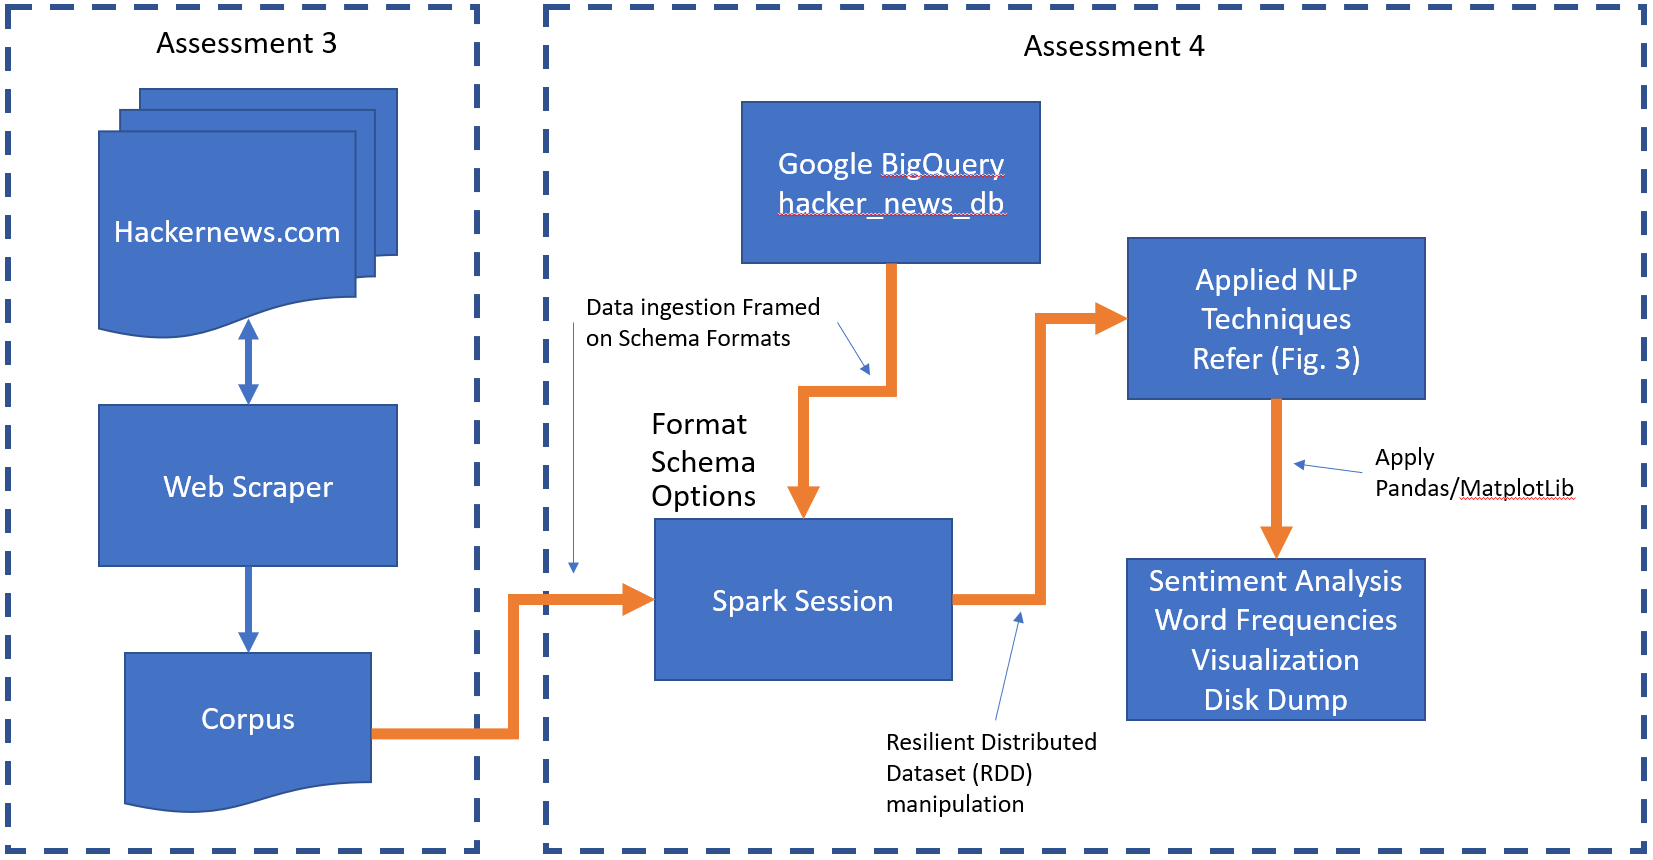 Assessment 3
Hackernews.com
Web Scraper
Corpus
Assessment 4
Google BigQuery
hacker_news_db
Data ingestion Framed
on Schema Formats
Format
Schema
Options
Spark Session
Resilient Distributed
Dataset (RDD)
manipulation
Applied NLP
Techniques
Refer (Fig. 3)
Apply
Pandas/MatplotLib
Sentiment Analysis
Word Frequencies
Visualization
Disk Dump